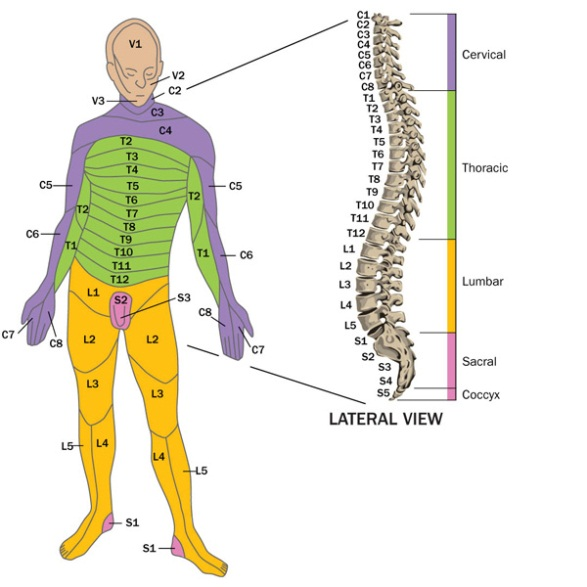 V1
V2
C2
V3
C3
C4
T2
T3
T4
T5
T6
T7
T8
T9
T10
T11
T12
C5
C5
T2
T2
C6
C6
T1
T1
L1
S2
S3
C7
C8
C8
C7
L2
L2
L3
L3
L5
L4
L4
L5
S1
S1
C1
C2
C3
C4
C5
C6
C7
C8
T1
T2
T3
T4
T5
T6
T7
T8
T9
T10
T11
T12
L1
L2
L3
L4
L5
S1
S2
S3
S4
S5
Cervical
Thoracic
Lumbar
Sacral
Coccyx
LATERAL VIEW